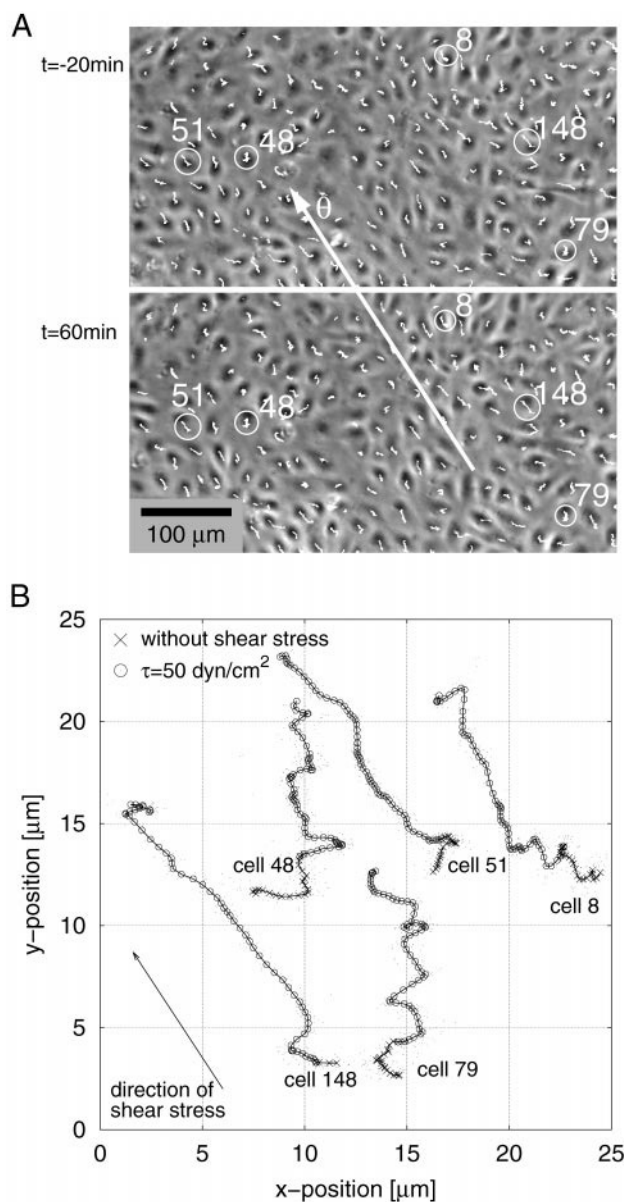 A
t=-20min
8
51
48
148
θ
79
t=60min
8
51
48
148
79
100 μm
B
25
× without shear stress
○ τ=50 dyn/cm²
20
15
cell 48
cell 51
cell 8
y-position [μm]
10
5
direction of
shear stress
cell 148
cell 79
0
0 5 10 15 20 25
x-position [μm]